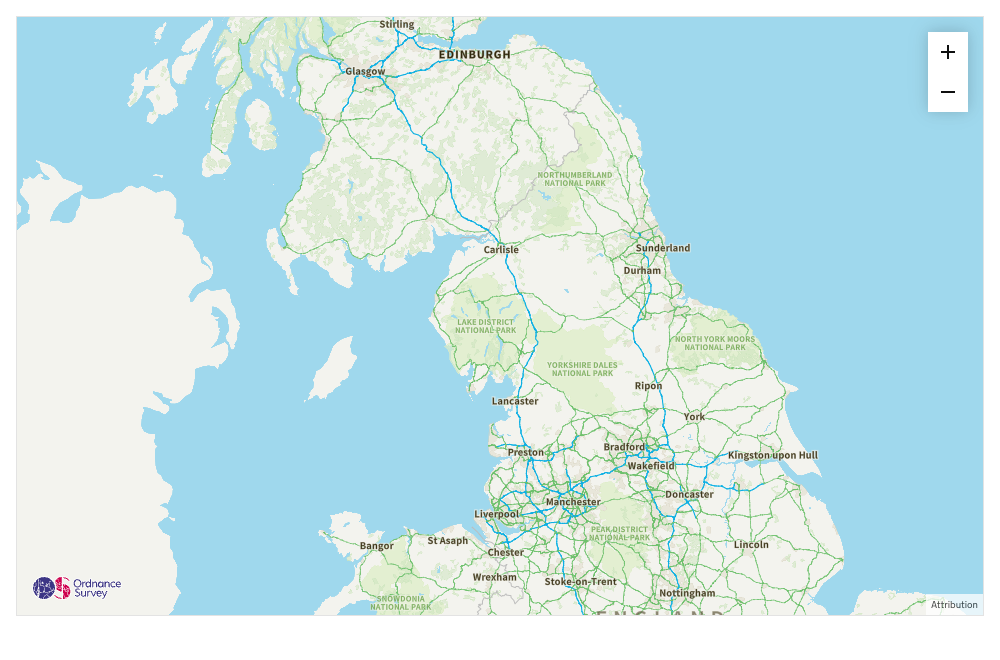 Stirling
EDINBURGH
Glasgow
NORTHUMBERLAND
NATIONAL PARK
Carlisle
Sunderland
Durham
LAKE DISTRICT
NATIONAL PARK
NORTH YORK MOORS
NATIONAL PARK
YORKSHIRE DALES
NATIONAL PARK
Ripon
Lancaster
York
Preston
Bradford
Kingston upon Hull
Wakefield
Manchester
Doncaster
Liverpool
PEAK DISTRICT
NATIONAL PARK
Bangor
St Asaph
Chester
Lincoln
Wrexham
Stoke-on-Trent
Nottingham
SNOWDONIA
NATIONAL PARK
ENGLAND
Ordnance
Survey
Attribution